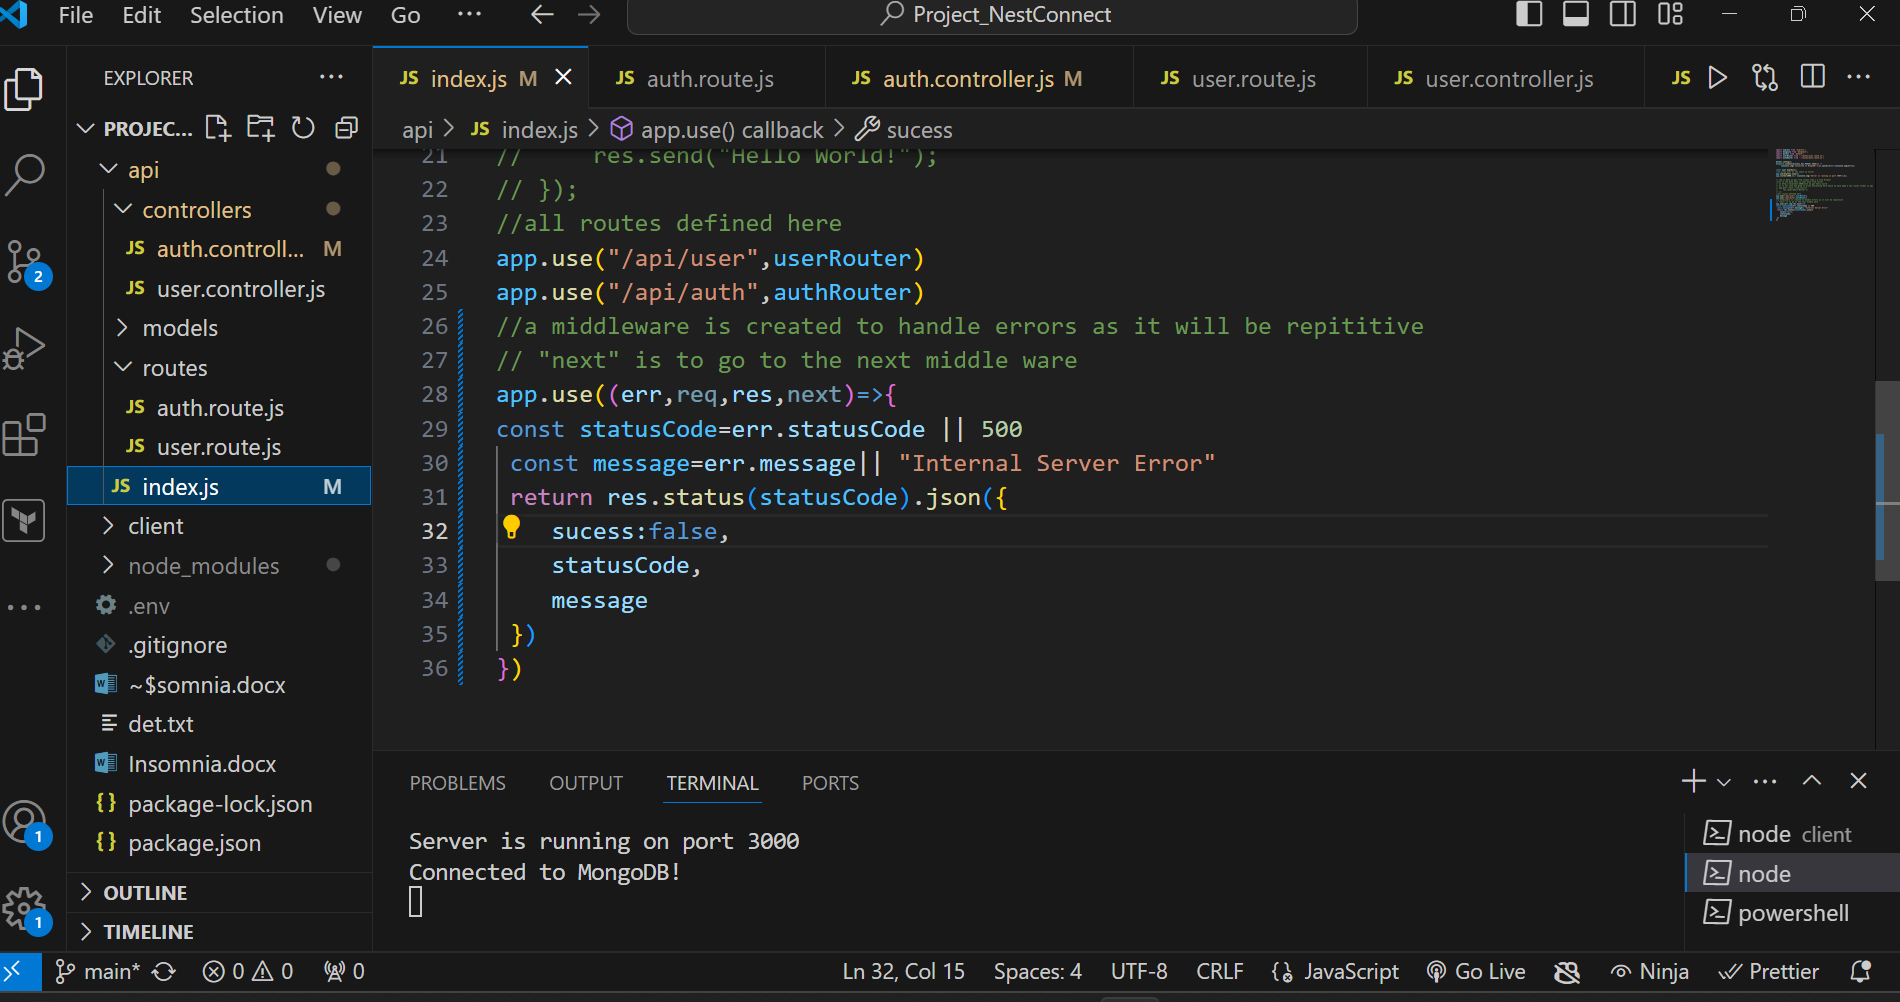 File Edit Selection View Go ··· Project_NestConnect
EXPLORER
PROJEC...
api
controllers
JS auth.controll... M
JS user.controller.js
models
routes
JS auth.route.js
JS user.route.js
JS index.js M
client
node_modules
.env
.gitignore
~$somnia.docx
det.txt
Insomnia.docx
{} package-lock.json
{} package.json
OUTLINE
TIMELINE
2
1
1
JS index.js M
JS auth.route.js
JS auth.controller.js M
JS user.route.js
JS user.controller.js
JS
api > JS index.js > app.use() callback > sucess
21 //     res.send("Hello World!");
22 // });
23 //all routes defined here
24 app.use("/api/user",userRouter)
25 app.use("/api/auth",authRouter)
26 //a middleware is created to handle errors as it will be repititive
27 // "next" is to go to the next middle ware
28 app.use((err,req,res,next)=>{
29 const statusCode=err.statusCode || 500
30  const message=err.message|| "Internal Server Error"
31  return res.status(statusCode).json({
32     sucess:false,
33     statusCode,
34     message
35  })
36 })
PROBLEMS OUTPUT TERMINAL PORTS
Server is running on port 3000
Connected to MongoDB!
node client
node
powershell
main* 0 0 0 Ln 32, Col 15 Spaces: 4 UTF-8 CRLF JavaScript Go Live Ninja Prettier